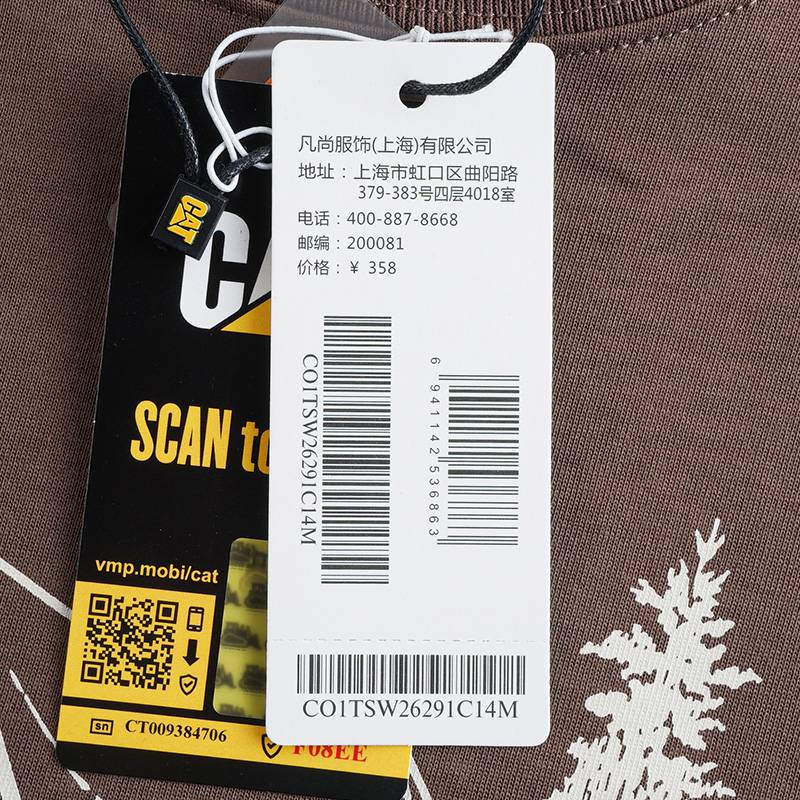 凡尚服饰(上海)有限公司
地址：上海市虹口区曲阳路
379-383号四层4018室
电话：400-887-8668
邮编：200081
价格：¥ 358
CO1TSW26291C14M
6 941142 536863
CO1TSW26291C14M
CAT
SCAN to
vmp.mobi/cat
sn CT009384706
F08EE